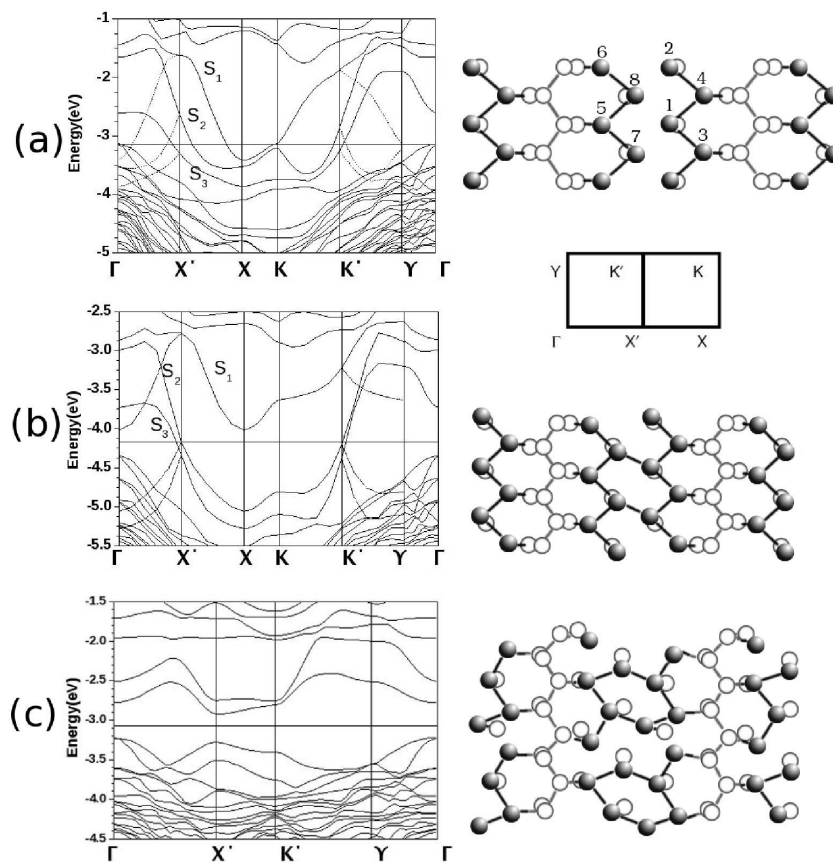 (a)
Energy(eV)
-1
-2
-3
-4
-5
S1
S2
S3
Γ X' X K K' Y Γ
2 6
4 8
1 5
3 7
Y K' K
Γ X' X
(b)
Energy(eV)
-2.5
-3.0
-3.5
-4.0
-4.5
-5.0
-5.5
S2 S1
S3
Γ X' X K K' Y Γ
(c)
Energy(eV)
-1.5
-2.0
-2.5
-3.0
-3.5
-4.0
-4.5
Γ X' K' Y Γ